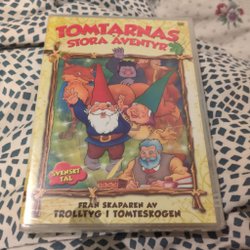 TOMTARNAS
STORA ÄVENTYR
SVENSKT
TAL
FRÅN SKAPAREN AV
TROLLTYG I TOMTESKOGEN